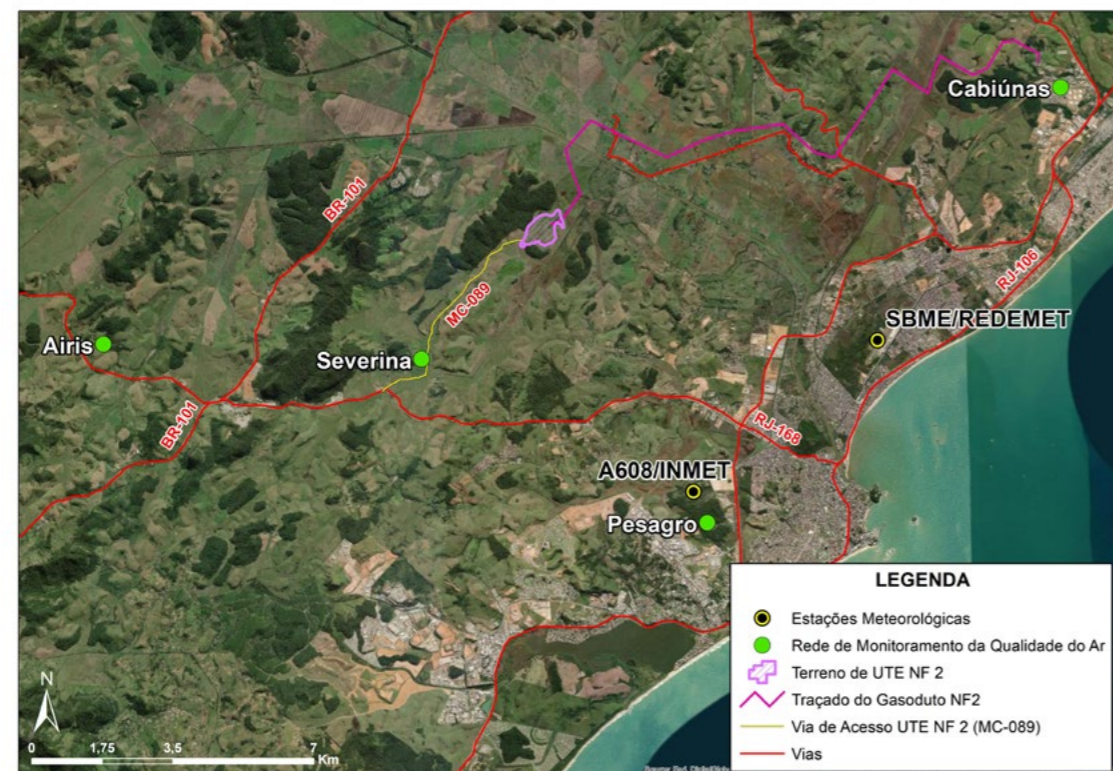 Cabiúnas
BR-101
MC-089
RJ-106
SBME/REDEMET
Airis
Severina
BR-101
RJ-168
A608/INMET
Pesagro
LEGENDA
Estações Meteorológicas
Rede de Monitoramento da Qualidade do Ar
Terreno de UTE NF 2
Traçado do Gasoduto NF2
Via de Acesso UTE NF 2 (MC-089)
Vias
N
0 1,75 3,5 7
Km